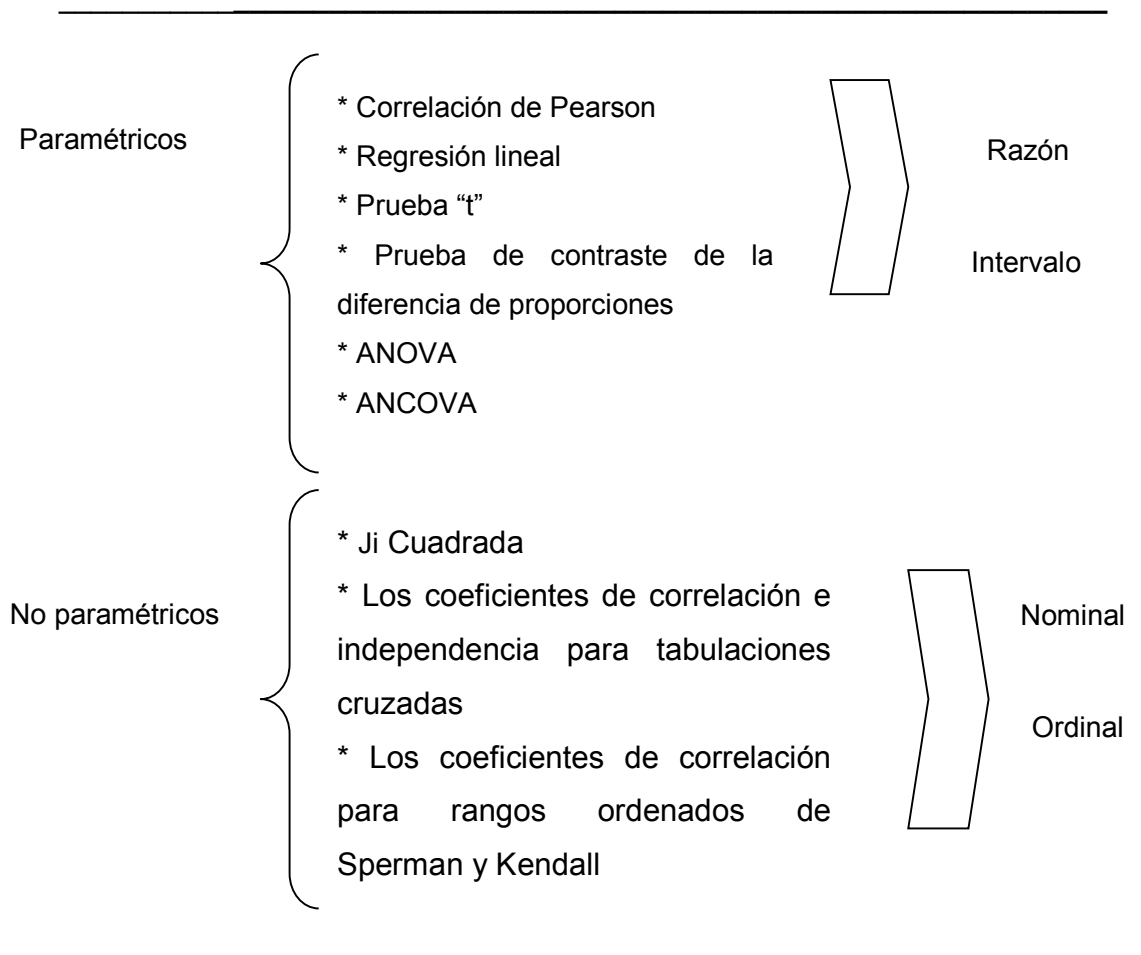 Paramétricos
* Correlación de Pearson
* Regresión lineal
* Prueba “t”
* Prueba de contraste de la
diferencia de proporciones
* ANOVA
* ANCOVA
Razón
Intervalo
No paramétricos
* Ji Cuadrada
* Los coeficientes de correlación e
independencia para tabulaciones
cruzadas
* Los coeficientes de correlación
para rangos ordenados de
Sperman y Kendall
Nominal
Ordinal